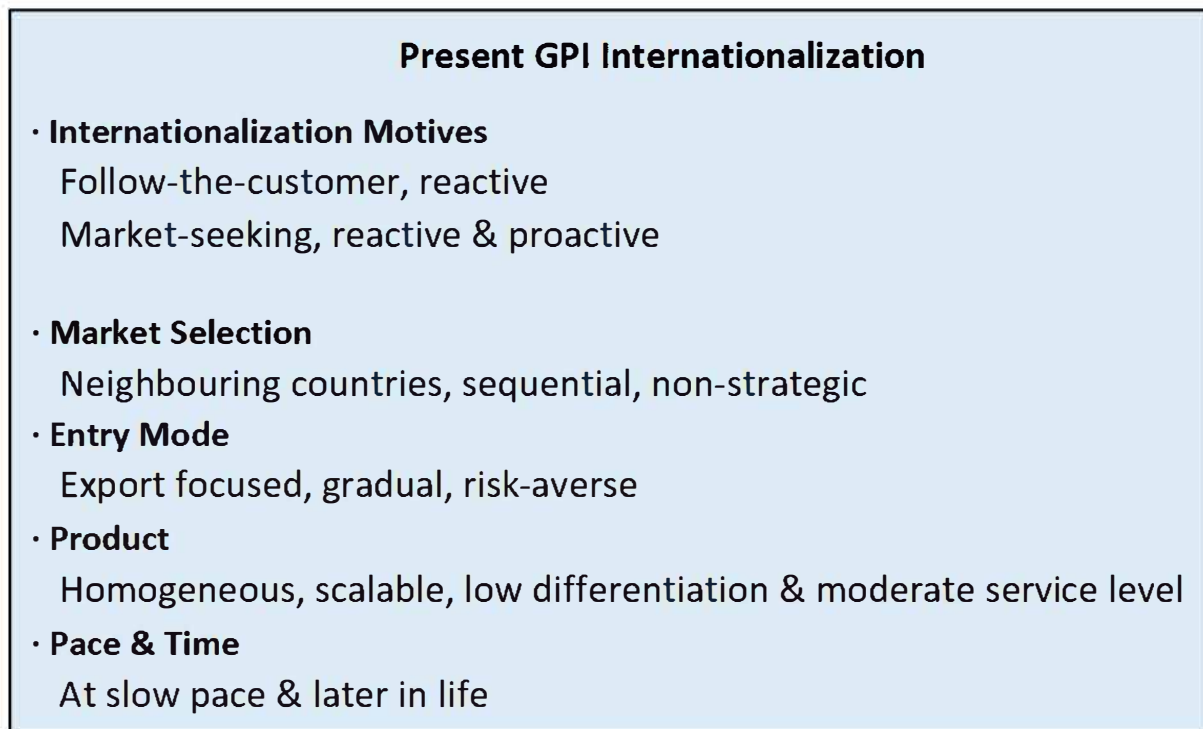 Present GPI Internationalization
· Internationalization Motives
Follow-the-customer, reactive
Market-seeking, reactive & proactive
· Market Selection
Neighbouring countries, sequential, non-strategic
· Entry Mode
Export focused, gradual, risk-averse
· Product
Homogeneous, scalable, low differentiation & moderate service level
· Pace & Time
At slow pace & later in life